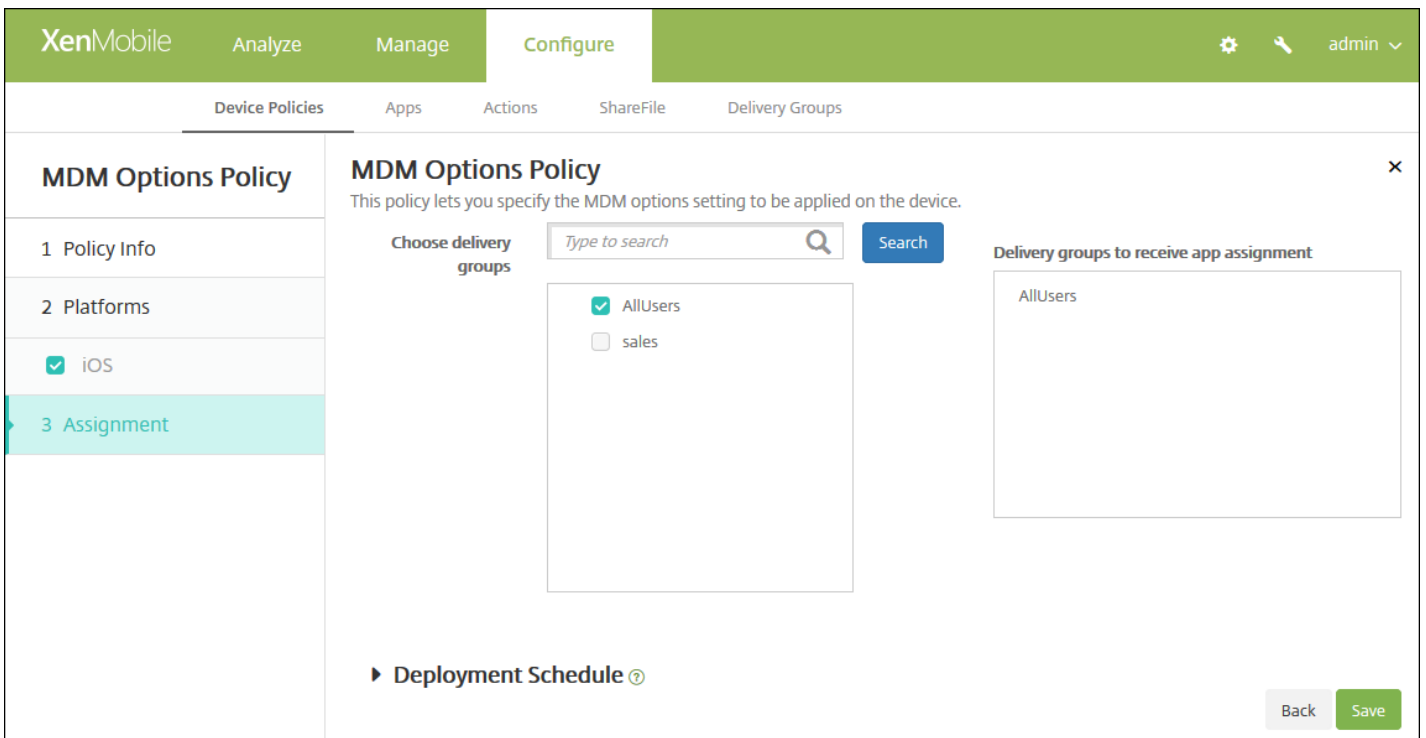 XenMobile Analyze Manage Configure admin
Device Policies Apps Actions ShareFile Delivery Groups
MDM Options Policy
1 Policy Info
2 Platforms
iOS
3 Assignment
MDM Options Policy
This policy lets you specify the MDM options setting to be applied on the device.
Choose delivery
groups
Type to search
Search
AllUsers
sales
Delivery groups to receive app assignment
AllUsers
Deployment Schedule ?
Back Save